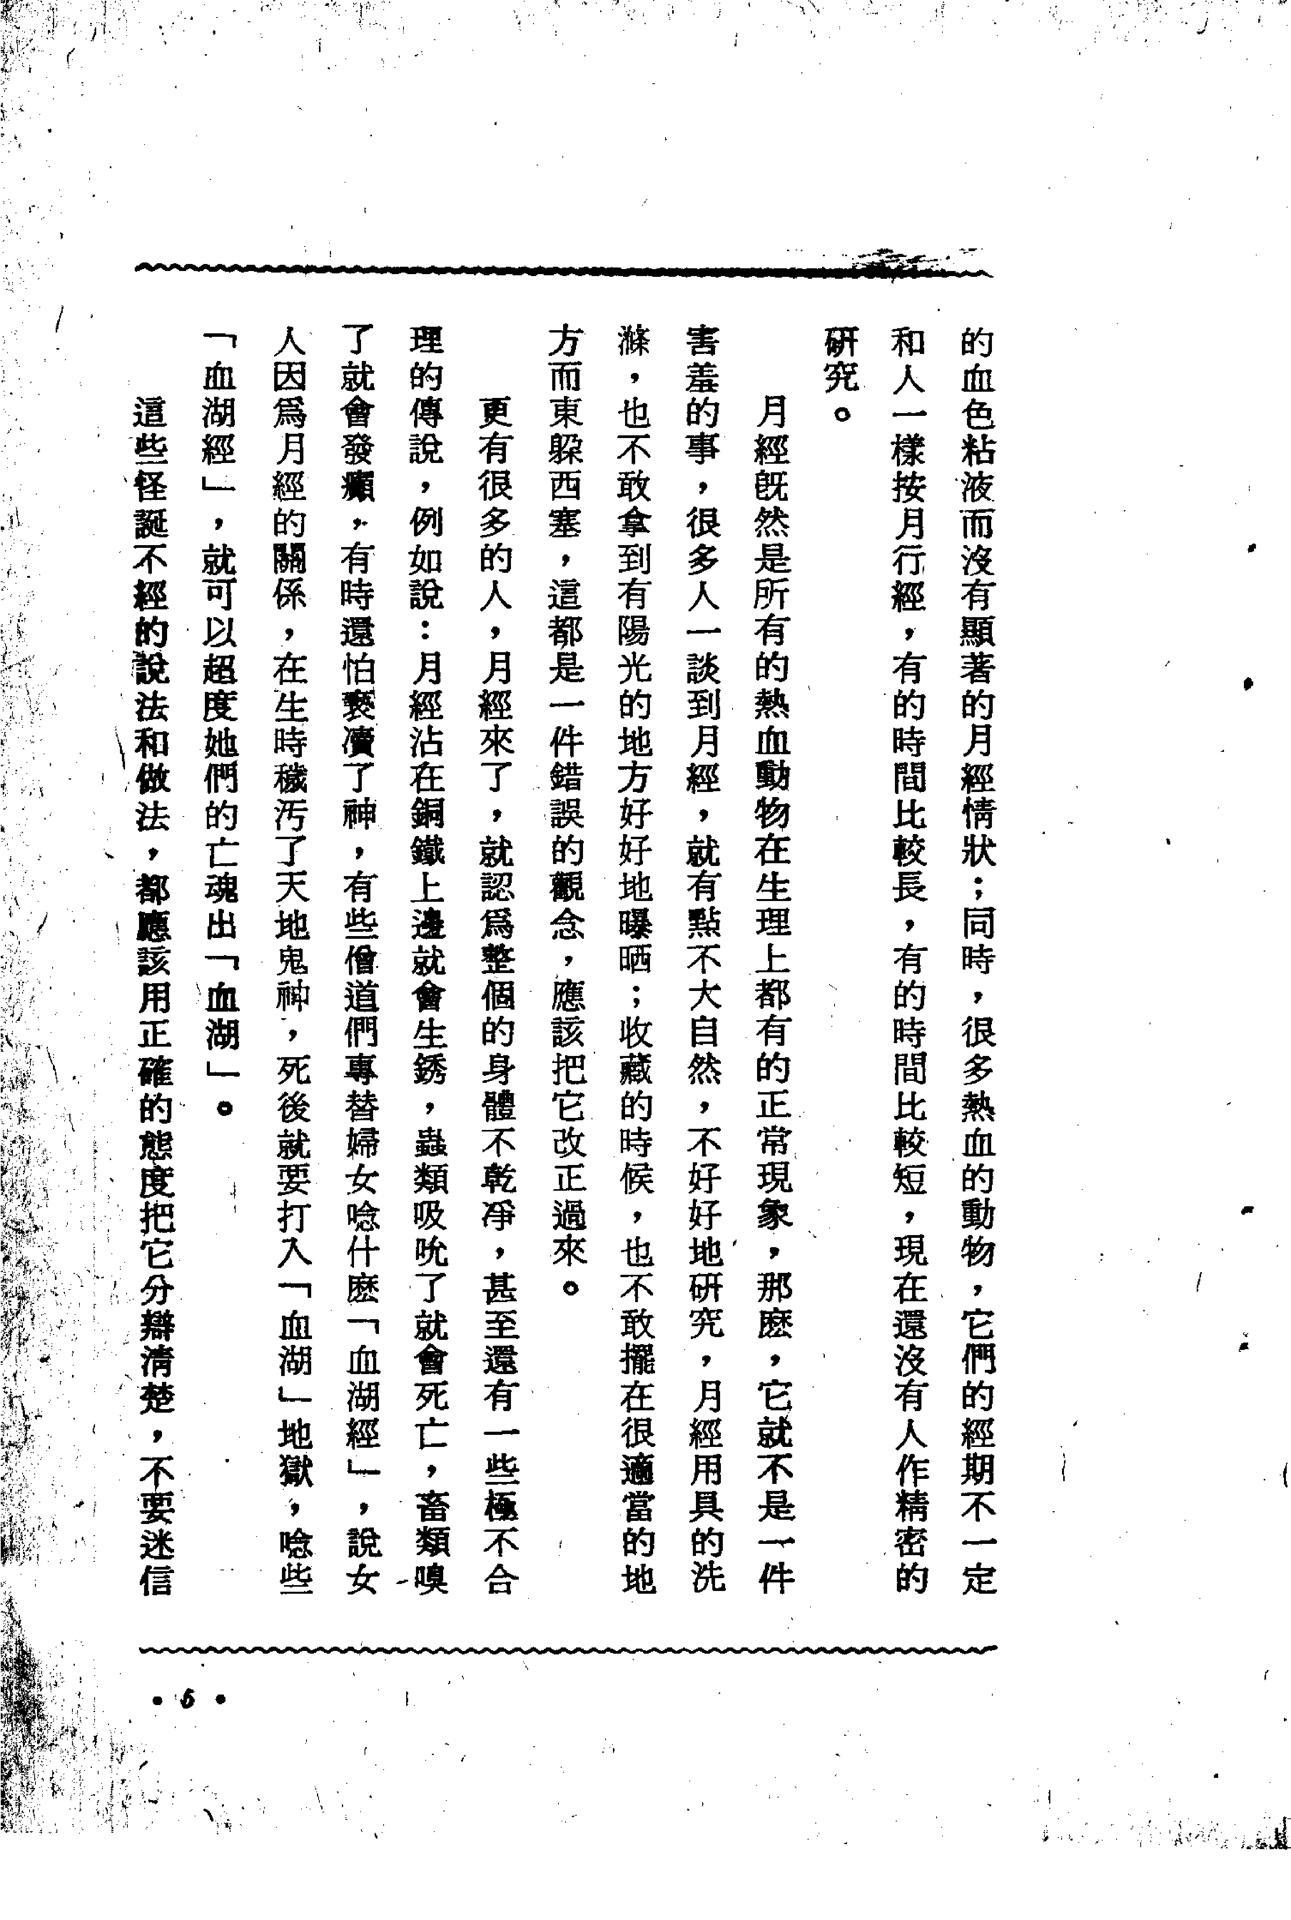 的血色粘液而沒有顯著的月經情狀；同時，很多熱血的動物，它們的經期不一定
和人一樣按月行經，有的時間比較長，有的時間比較短，現在還沒有人作精密的
研究。
月經旣然是所有的熱血動物在生理上都有的正常現象，那麽，它就不是一件
害羞的事，很多人一談到月經，就有點不大自然，不好好地研究，月經用具的洗
滌，也不敢拿到有陽光的地方好好地曝晒；收藏的時候，也不敢擺在很適當的地
方而東躱西塞，這都是一件錯誤的觀念，應該把它改正過來。
更有很多的人，月經來了，就認爲整個的身體不乾净，甚至還有一些極不合
理的傳說，例如說：月經沾在銅鐵上邊就會生銹，蟲類吸吮了就會死亡，畜類嗅
了就會發癲，有時還怕褻瀆了神，有些僧道們專替婦女唸什麽「血湖經」，說女
人因爲月經的關係，在生時穢汚了天地鬼神，死後就要打入「血湖」地獄，唸些
「血湖經」，就可以超度她們的亡魂出「血湖」。
這些怪誕不經的說法和做法，都應該用正確的態度把它分辯清楚，不要迷信
• 5 •